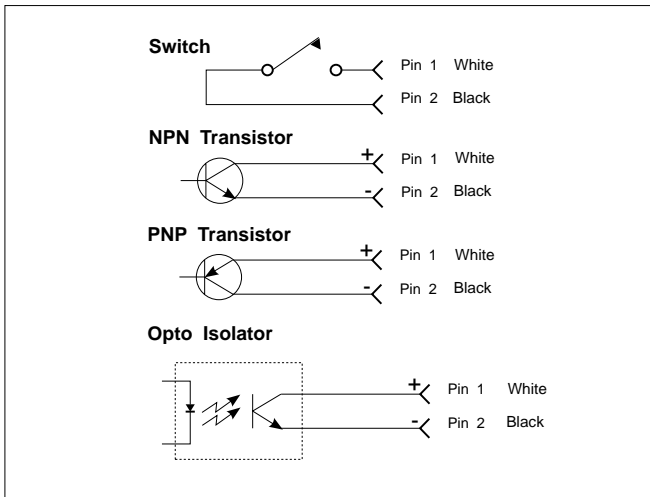 Switch
Pin 1 White
Pin 2 Black
NPN Transistor
+ Pin 1 White
- Pin 2 Black
PNP Transistor
+ Pin 1 White
- Pin 2 Black
Opto Isolator
+ Pin 1 White
- Pin 2 Black